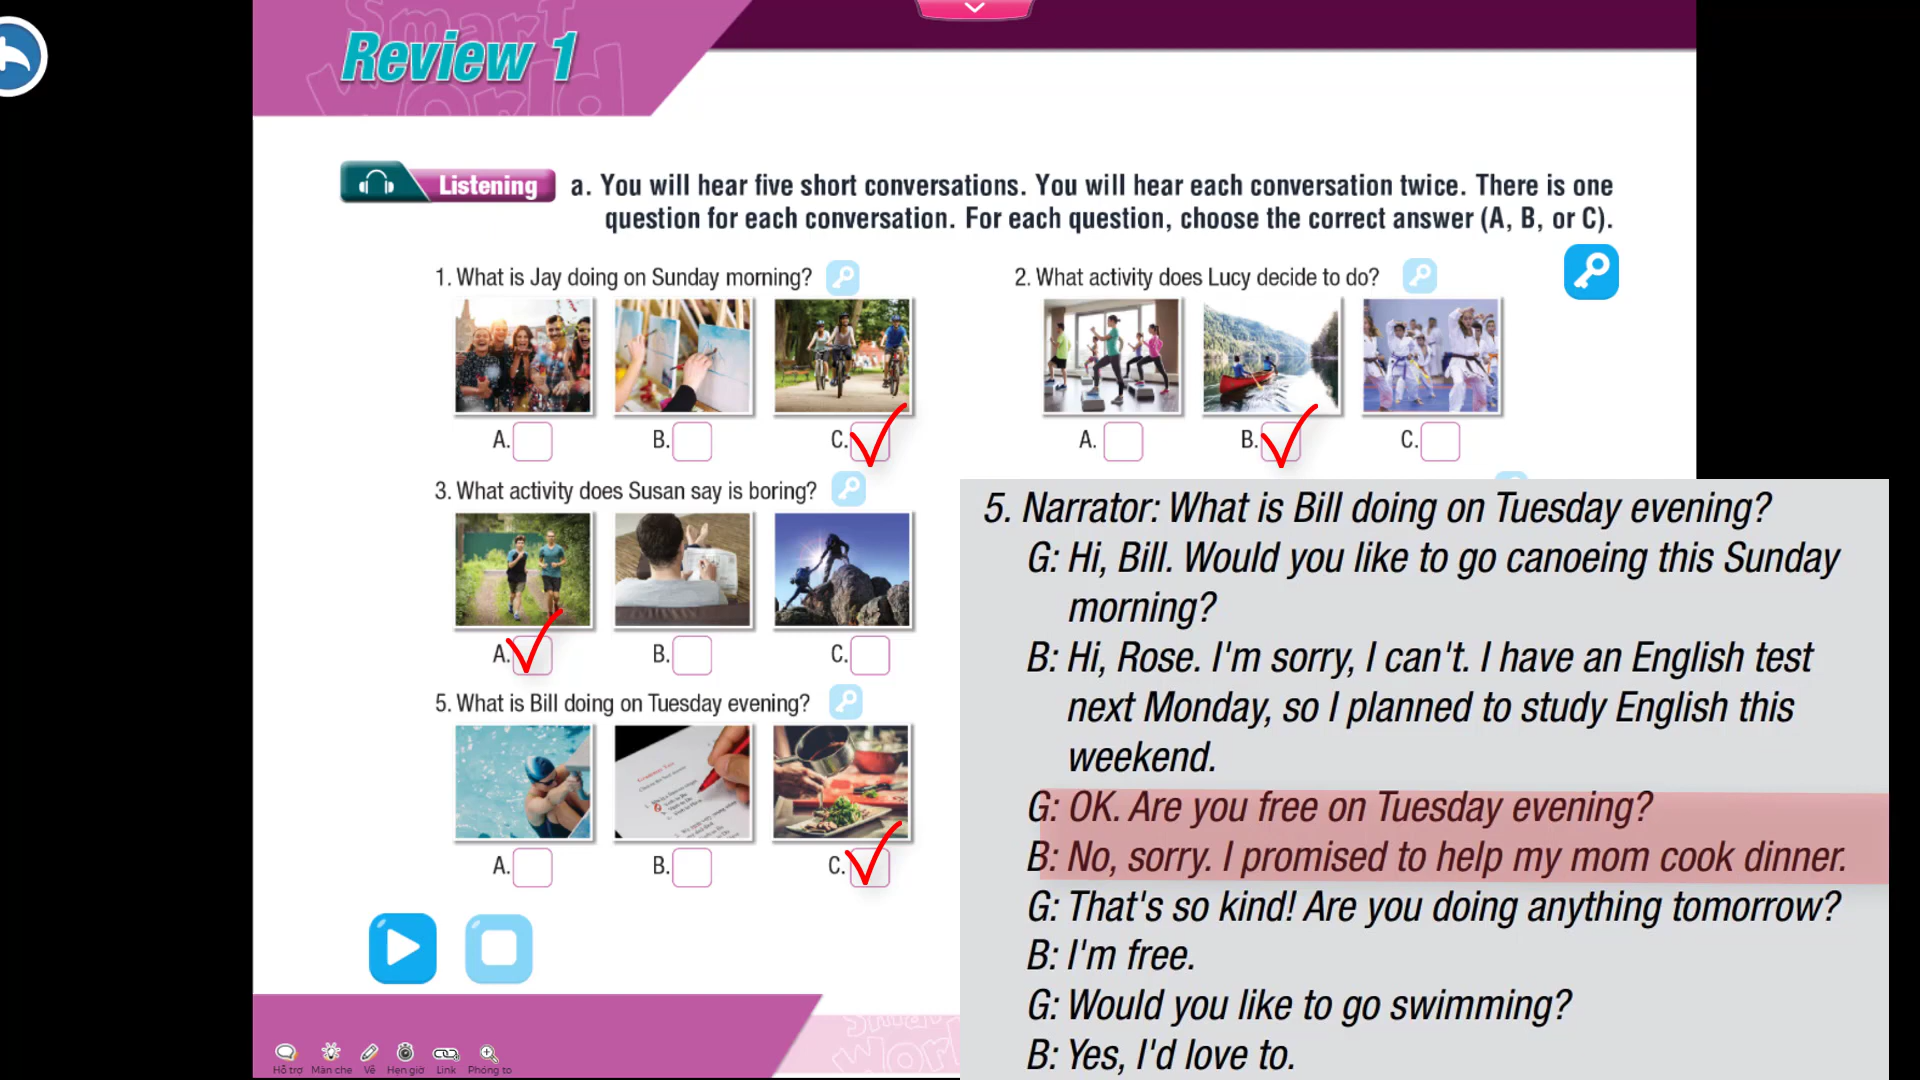 Review 1
Listening
a. You will hear five short conversations. You will hear each conversation twice. There is one
question for each conversation. For each question, choose the correct answer (A, B, or C).
1. What is Jay doing on Sunday morning?
A.
B.
C.
2. What activity does Lucy decide to do?
A.
B.
C.
3. What activity does Susan say is boring?
A.
B.
C.
5. What is Bill doing on Tuesday evening?
A.
B.
C.
5. Narrator: What is Bill doing on Tuesday evening?
G: Hi, Bill. Would you like to go canoeing this Sunday
morning?
B: Hi, Rose. I'm sorry, I can't. I have an English test
next Monday, so I planned to study English this
weekend.
G: OK. Are you free on Tuesday evening?
B: No, sorry. I promised to help my mom cook dinner.
G: That's so kind! Are you doing anything tomorrow?
B: I'm free.
G: Would you like to go swimming?
B: Yes, I'd love to.
Hỗ trợ
Màn che
Vẽ
Hẹn giờ
Link
Phóng to